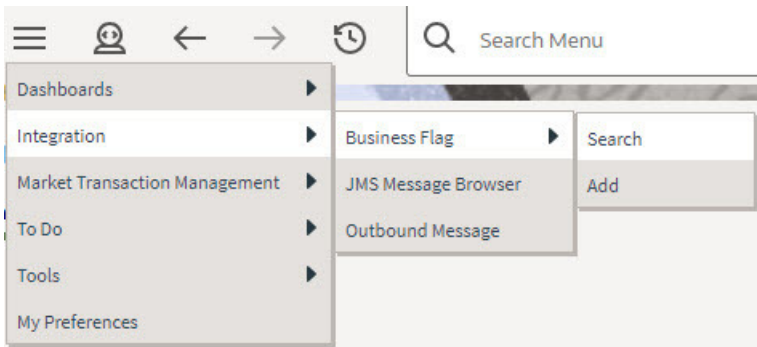 Search Menu
Dashboards
Integration
Market Transaction Management
To Do
Tools
My Preferences
Business Flag
JMS Message Browser
Outbound Message
Search
Add